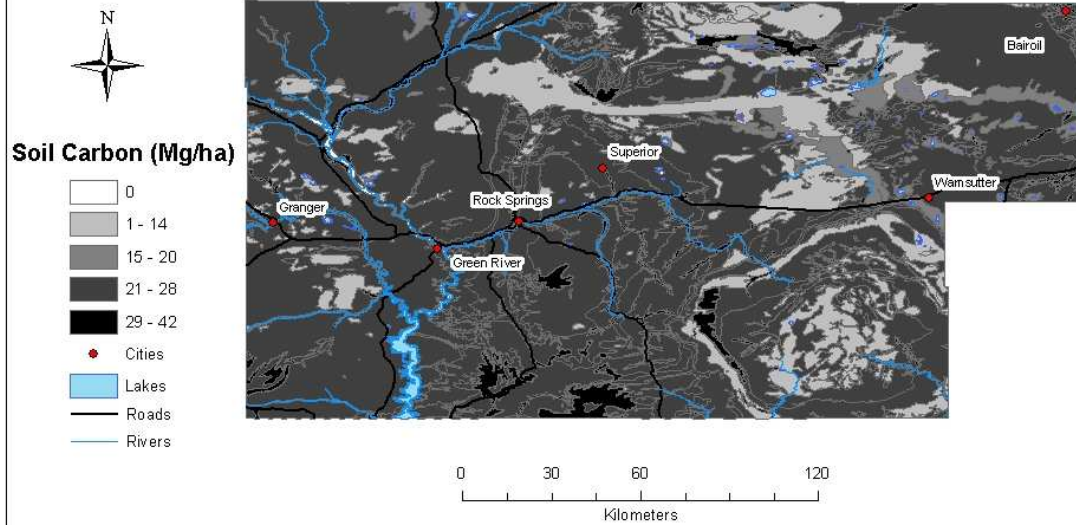 N
Soil Carbon (Mg/ha)
0
1 - 14
15 - 20
21 - 28
29 - 42
Cities
Lakes
Roads
Rivers
Bairoil
Superior
Wamsutter
Rock Springs
Granger
Green River
0 30 60 120
Kilometers